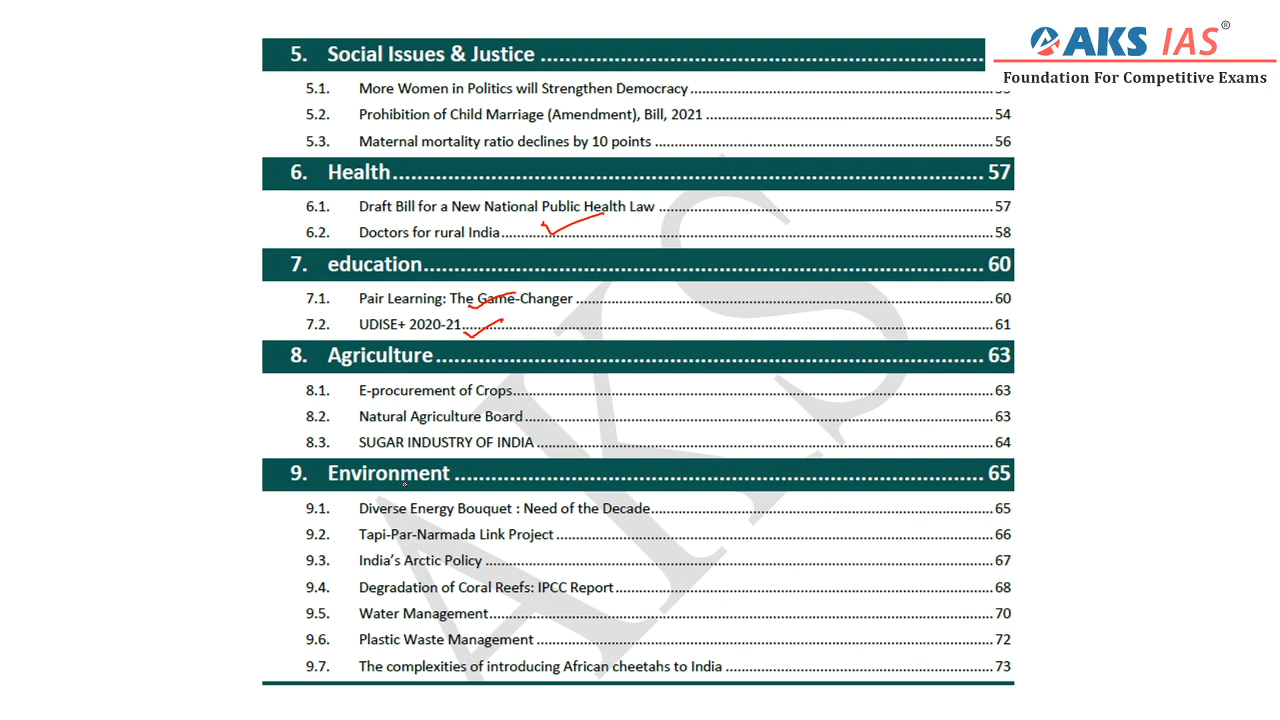 AKS IAS®
Foundation For Competitive Exams
5. Social Issues & Justice
5.1. More Women in Politics will Strengthen Democracy
5.2. Prohibition of Child Marriage (Amendment), Bill, 2021 54
5.3. Maternal mortality ratio declines by 10 points 56
6. Health 57
6.1. Draft Bill for a New National Public Health Law 57
6.2. Doctors for rural India 58
7. education 60
7.1. Pair Learning: The Game-Changer 60
7.2. UDISE+ 2020-21 61
8. Agriculture 63
8.1. E-procurement of Crops 63
8.2. Natural Agriculture Board 63
8.3. SUGAR INDUSTRY OF INDIA 64
9. Environment 65
9.1. Diverse Energy Bouquet : Need of the Decade 65
9.2. Tapi-Par-Narmada Link Project 66
9.3. India's Arctic Policy 67
9.4. Degradation of Coral Reefs: IPCC Report 68
9.5. Water Management 70
9.6. Plastic Waste Management 72
9.7. The complexities of introducing African cheetahs to India 73
AKS